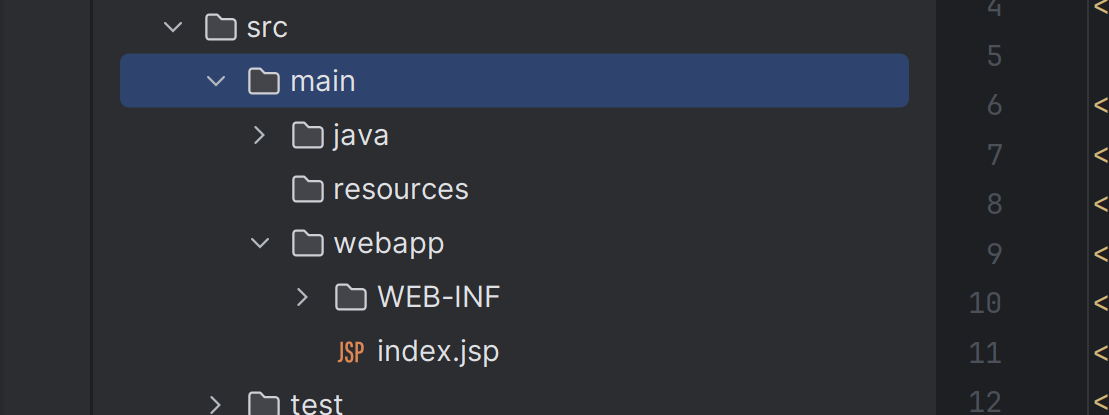 src
main
java
resources
webapp
WEB-INF
JSP index.jsp
test
4 <
5
6 <
7 <
8 <
9 <
10 <
11 <
12 <